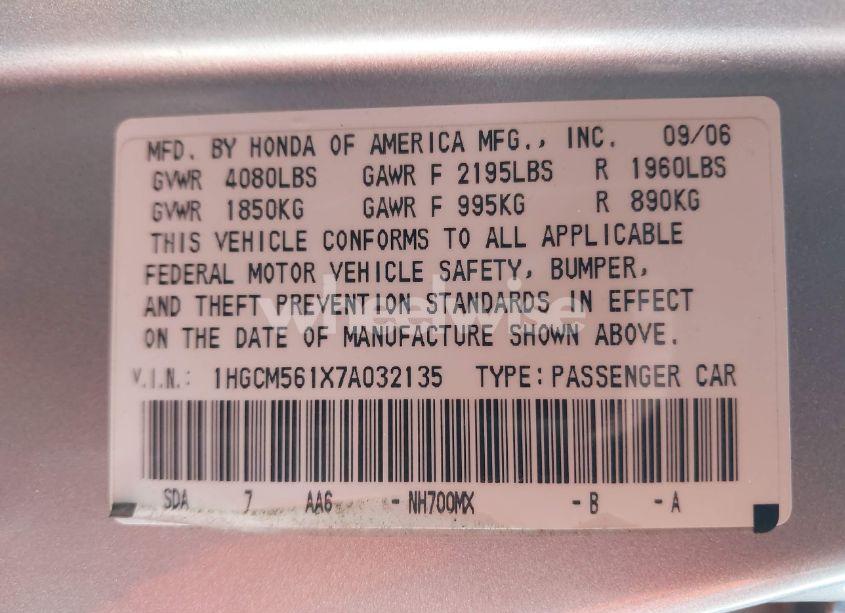 MFD. BY HONDA OF AMERICA MFG., INC. 09/06
GVWR 4080LBS GAWR F 2195LBS R 1960LBS
GVWR 1850KG GAWR F 995KG R 890KG
THIS VEHICLE CONFORMS TO ALL APPLICABLE
FEDERAL MOTOR VEHICLE SAFETY, BUMPER,
AND THEFT PREVENTION STANDARDS IN EFFECT
wheelwise
ON THE DATE OF MANUFACTURE SHOWN ABOVE.
V.I.N.: 1HGCM561X7A032135 TYPE: PASSENGER CAR
SDA 7 AA6 - NH700MX - B - A